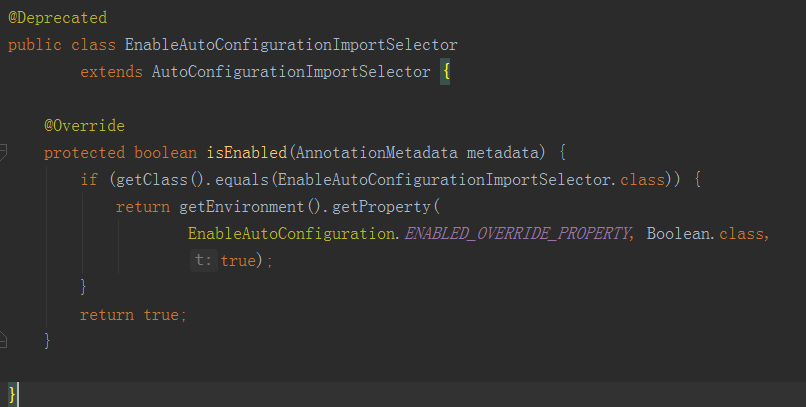 @Deprecated
public class EnableAutoConfigurationImportSelector
        extends AutoConfigurationImportSelector {

    @Override
    protected boolean isEnabled(AnnotationMetadata metadata) {
        if (getClass().equals(EnableAutoConfigurationImportSelector.class)) {
            return getEnvironment().getProperty(
                    EnableAutoConfiguration.ENABLED_OVERRIDE_PROPERTY, Boolean.class,
                    t: true);
        }
        return true;
    }

}